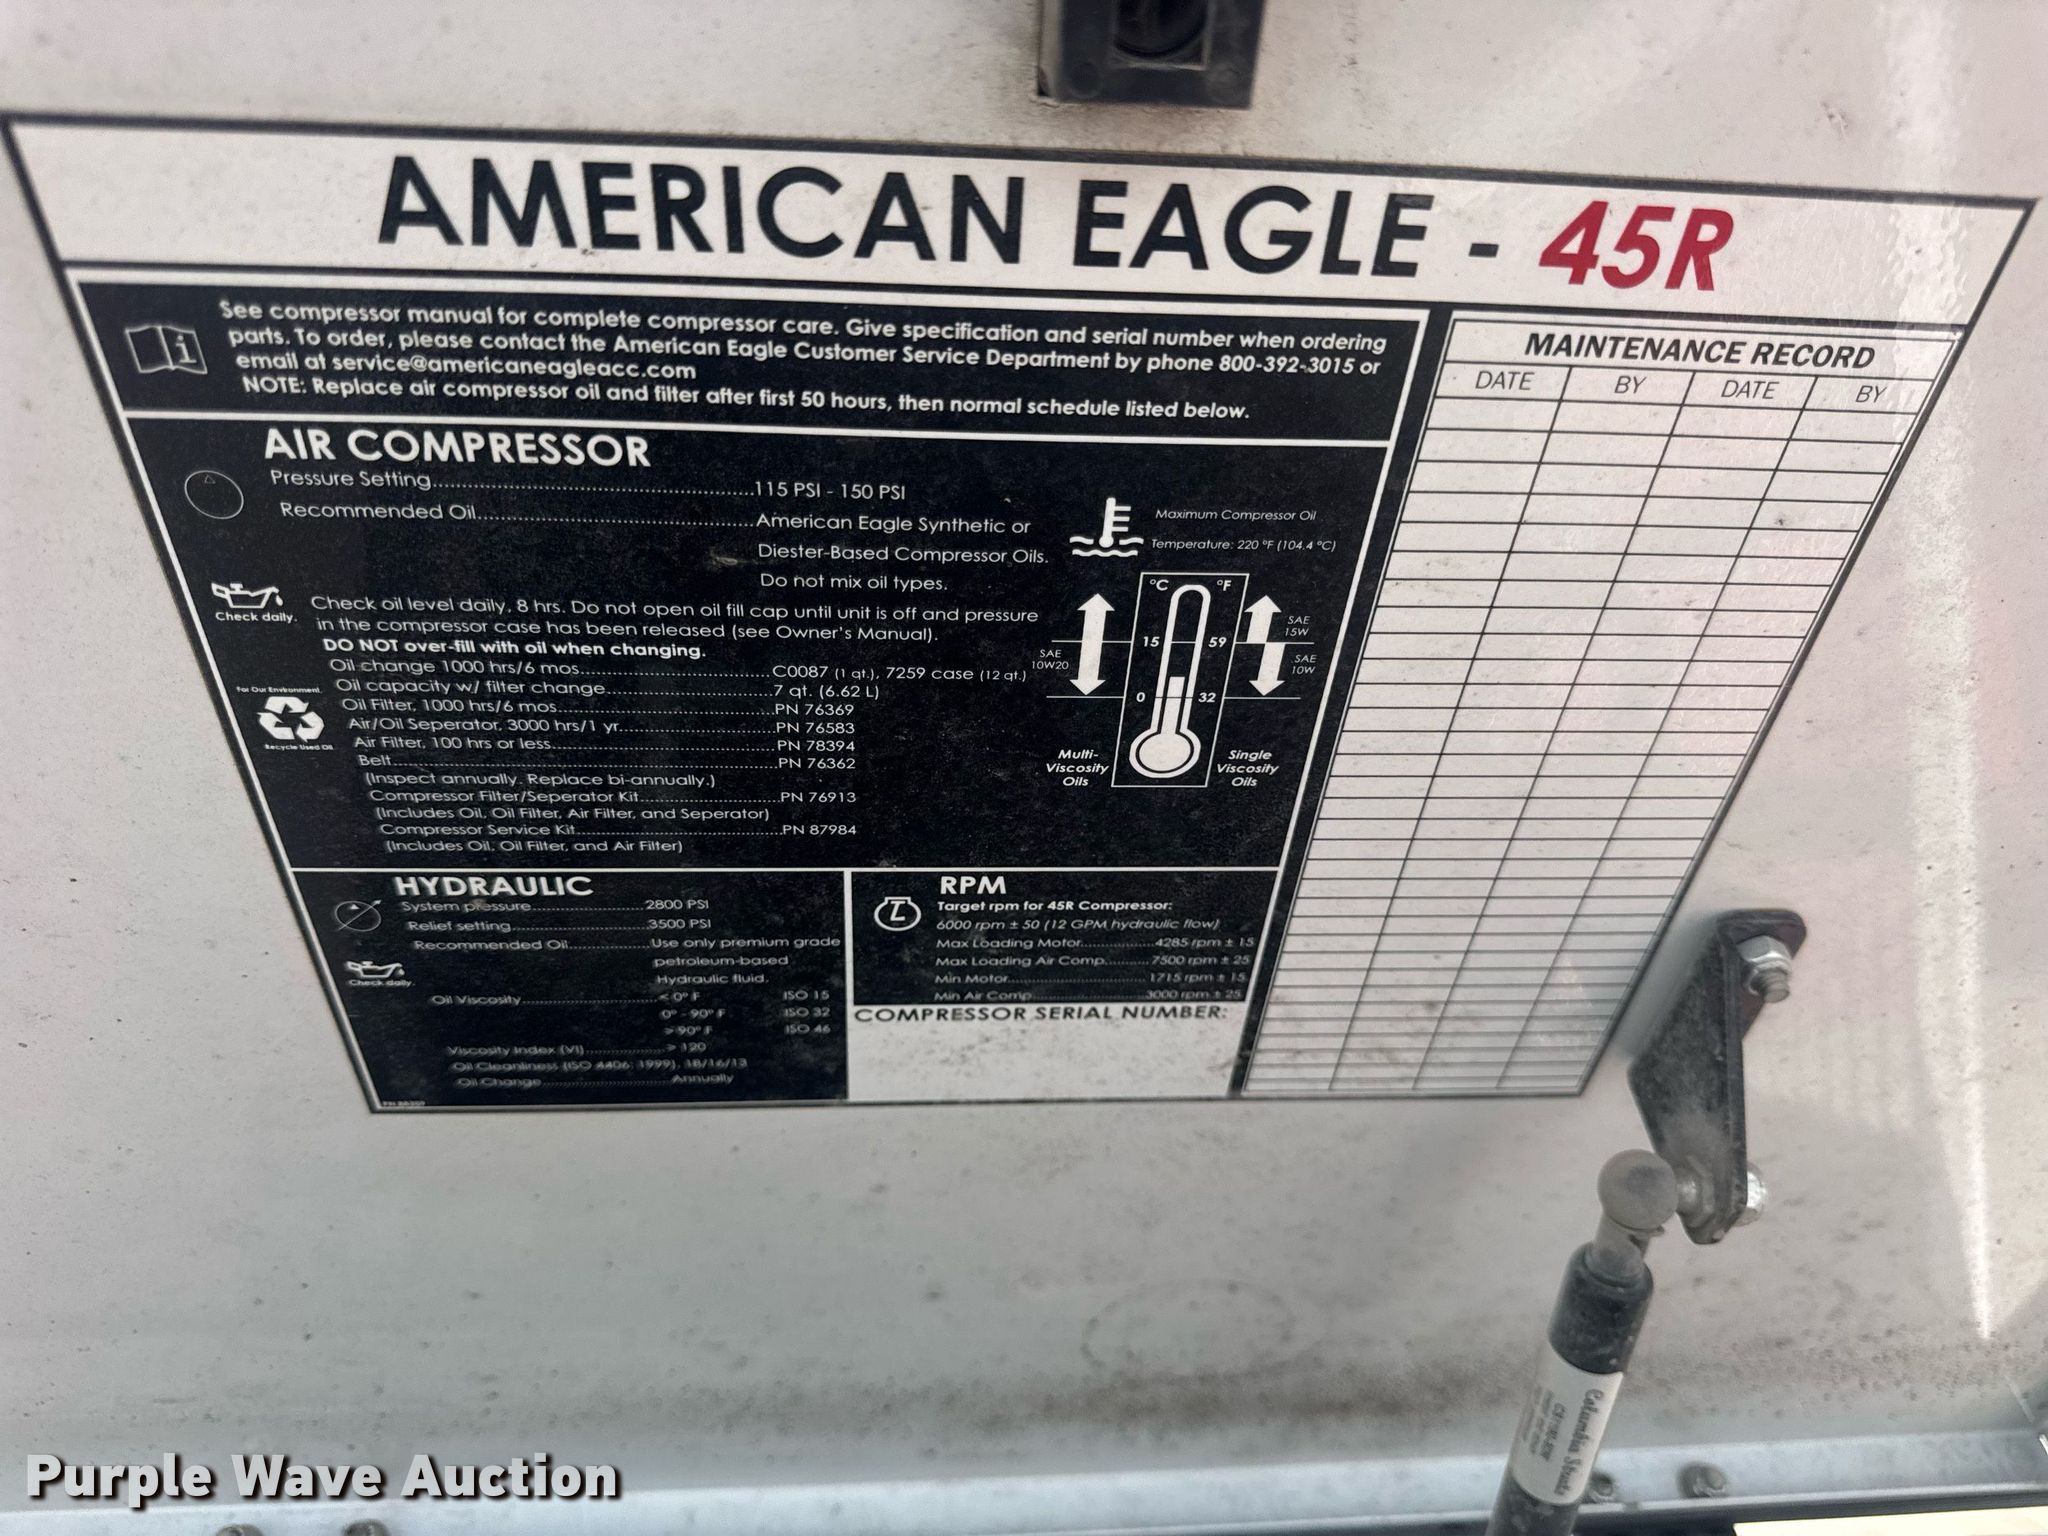 AMERICAN EAGLE - 45R
See compressor manual for complete compressor care. Give specification and serial number when ordering
parts. To order, please contact the American Eagle Customer Service Department by phone 800-392-3015 or
email at service@americaneagleacc.com
NOTE: Replace air compressor oil and filter after first 50 hours, then normal schedule listed below.
AIR COMPRESSOR
Pressure Setting...115 PSI - 150 PSI
Recommended Oil...American Eagle Synthetic or
Diester-Based Compressor Oils.
Do not mix oil types.
Check daily.
Check oil level daily, 8 hrs. Do not open oil fill cap until unit is off and pressure
in the compressor case has been released (see Owner's Manual).
DO NOT over-fill with oil when changing.
Oil change 1000 hrs/6 mos...C0087 (1 qt.), 7259 case (12 qt.)
Oil capacity w/ filter change...7 qt. (6.62 L)
Oil Filter, 1000 hrs/6 mos...PN 76369
Air/Oil Seperator, 3000 hrs/1 yr...PN 76583
Air Filter, 100 hrs or less...PN 78394
Belt...PN 76362
(Inspect annually. Replace bi-annually.)
Compressor Filter/Seperator Kit...PN 76913
(Includes Oil, Oil Filter, Air Filter, and Seperator)
Compressor Service Kit...PN 87984
(Includes Oil, Oil Filter, and Air Filter)
For Our Environment
Recycle Used Oil
Maximum Compressor Oil
Temperature: 220 °F (104.4 °C)
°C °F
15 59
0 32
SAE
10W20
SAE
15W
SAE
10W
Multi-
Viscosity
Oils
Single
Viscosity
Oils
HYDRAULIC
System pressure...2800 PSI
Relief setting...3500 PSI
Recommended Oil...Use only premium grade
petroleum-based
Hydraulic fluid.
Check daily.
Oil Viscosity...< 0° F ISO 15
0° - 90° F ISO 32
> 90° F ISO 46
Viscosity Index (VI)...> 120
Oil Cleanliness (ISO 4406; 1999), 18/16/13
Oil Change...Annually
RPM
Target rpm for 45R Compressor:
6000 rpm ± 50 (12 GPM hydraulic flow)
Max Loading Motor...4285 rpm ± 15
Max Loading Air Comp...7500 rpm ± 25
Min Motor...1715 rpm ± 15
Min Air Comp...3000 rpm ± 25
COMPRESSOR SERIAL NUMBER:
MAINTENANCE RECORD
DATE BY DATE BY
Columbia Struts
Purple Wave Auction